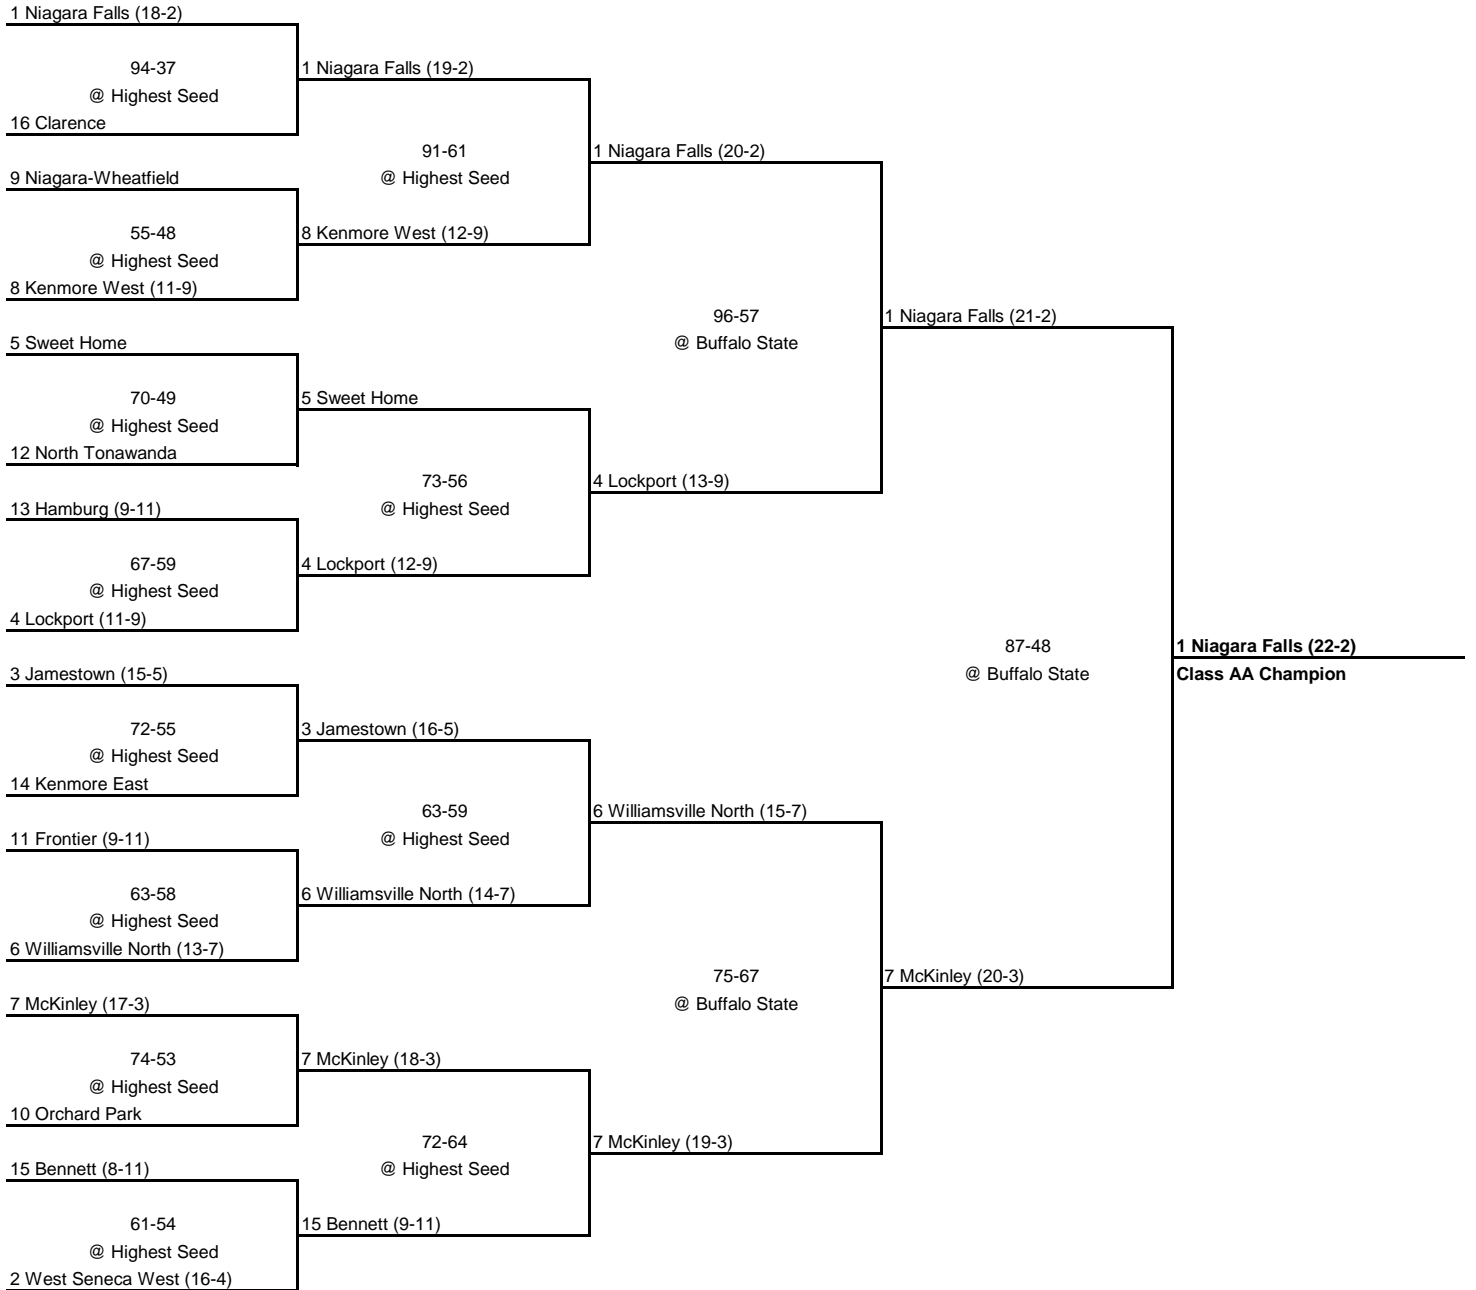 1 Niagara Falls (18-2)
94-37
@ Highest Seed
16 Clarence
9 Niagara-Wheatfield
55-48
@ Highest Seed
8 Kenmore West (11-9)
5 Sweet Home
70-49
@ Highest Seed
12 North Tonawanda
13 Hamburg (9-11)
67-59
@ Highest Seed
4 Lockport (11-9)
3 Jamestown (15-5)
72-55
@ Highest Seed
14 Kenmore East
11 Frontier (9-11)
63-58
@ Highest Seed
6 Williamsville North (13-7)
7 McKinley (17-3)
74-53
@ Highest Seed
10 Orchard Park
15 Bennett (8-11)
61-54
@ Highest Seed
2 West Seneca West (16-4)
1 Niagara Falls (19-2)
91-61
@ Highest Seed
8 Kenmore West (12-9)
5 Sweet Home
73-56
@ Highest Seed
4 Lockport (12-9)
3 Jamestown (16-5)
63-59
@ Highest Seed
6 Williamsville North (14-7)
7 McKinley (18-3)
72-64
@ Highest Seed
15 Bennett (9-11)
1 Niagara Falls (20-2)
96-57
@ Buffalo State
4 Lockport (13-9)
6 Williamsville North (15-7)
75-67
@ Buffalo State
7 McKinley (19-3)
1 Niagara Falls (21-2)
87-48
@ Buffalo State
7 McKinley (20-3)
1 Niagara Falls (22-2)
Class AA Champion